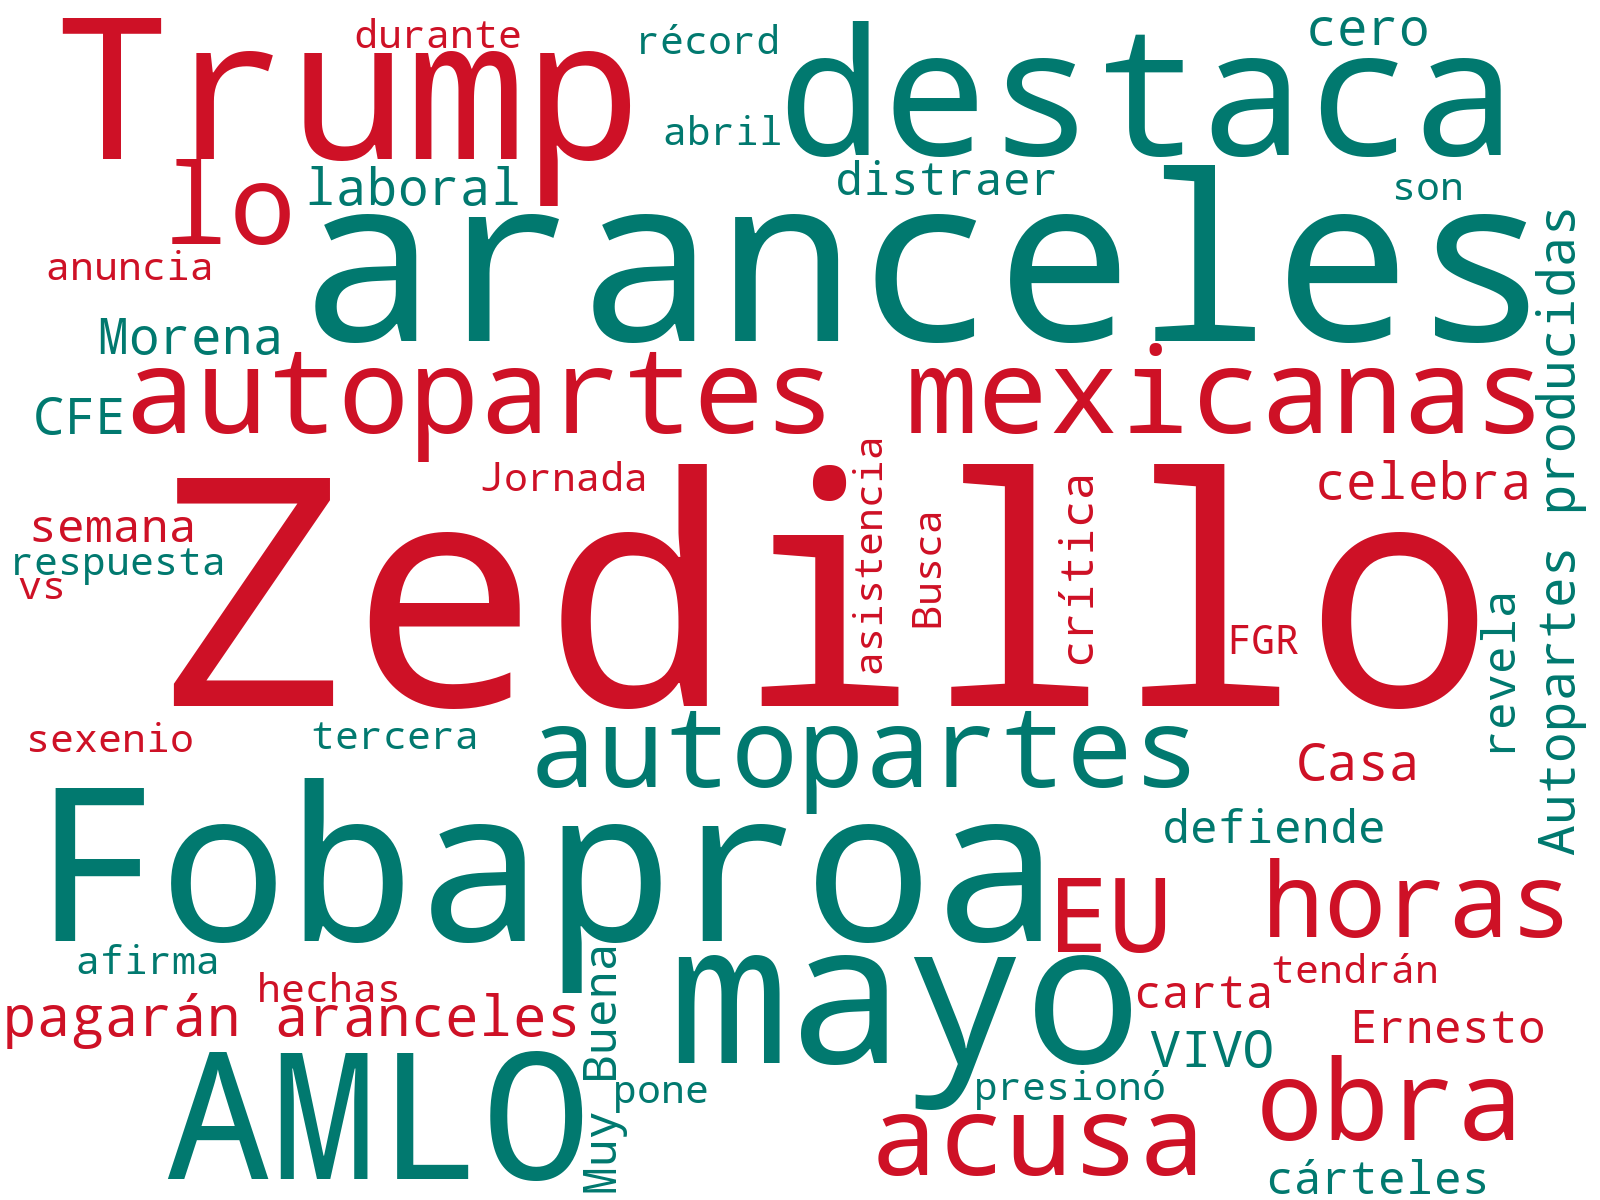 Trump
durante
récord
destaca
cero
abril
lo
laboral
distraer
son
aranceles
anuncia
Morena
autopartes mexicanas
CFE
Autopartes producidas
Zedillo
Jornada
asistencia
Busca
crítica
celebra
semana
respuesta
vs
FGR
revela
sexenio
tercera
autopartes
Casa
Fobaproa
defiende
EU
horas
afirma
hechas
mayo
tendrán
pagarán aranceles
carta
Ernesto
Muy Buena
VIVO
AMLO
pone
presionó
acusa
obra
cárteles